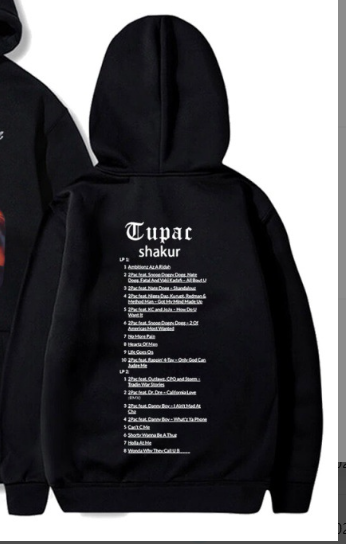 Tupac
shakur
LP 1:
1 Ambitionz Az A Ridah
2 2Pac feat. Snoop Doggy Dogg, Nate
Dogg, Fatal And Yaki Kadafi – All Bout U
3 2Pac feat. Nate Dogg – Skandalouz
4 2Pac feat. Dogg Pound, Redman &
Method Man – Got My Mind Made Up
5 2Pac feat. KC and JoJo – How Do U
Want It
6 2Pac feat. Snoop Doggy Dogg – 2 Of
Americas Most Wanted
7 No More Pain
8 Hearts Of Men
9 Life Goes On
10 2Pac feat. Rappin' 4-Tay – Only God Can
Judge Me
LP 2:
1 2Pac feat. Outlawz, CPO and Storm –
Tradin War Stories
2 2Pac feat. Dr. Dre – California Love
(RMX)
3 2Pac feat. Danny Boy – I Ain't Mad At
Cha
4 2Pac feat. Danny Boy – What'z Ya Phone
5 Can't C Me
6 Shorty Wanna Be A Thug
7 Holla At Me
8 Wonda Why They Call U B